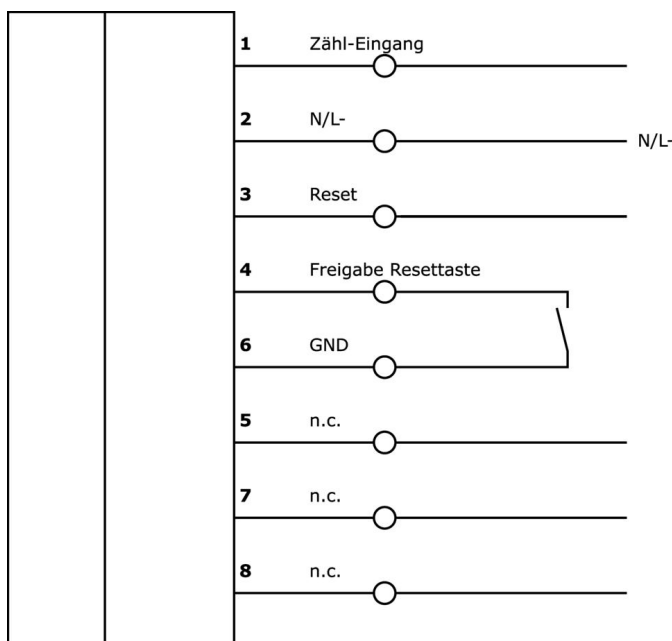 1 Zähl-Eingang
2 N/L- N/L-
3 Reset
4 Freigabe Resettaste
6 GND
5 n.c.
7 n.c.
8 n.c.